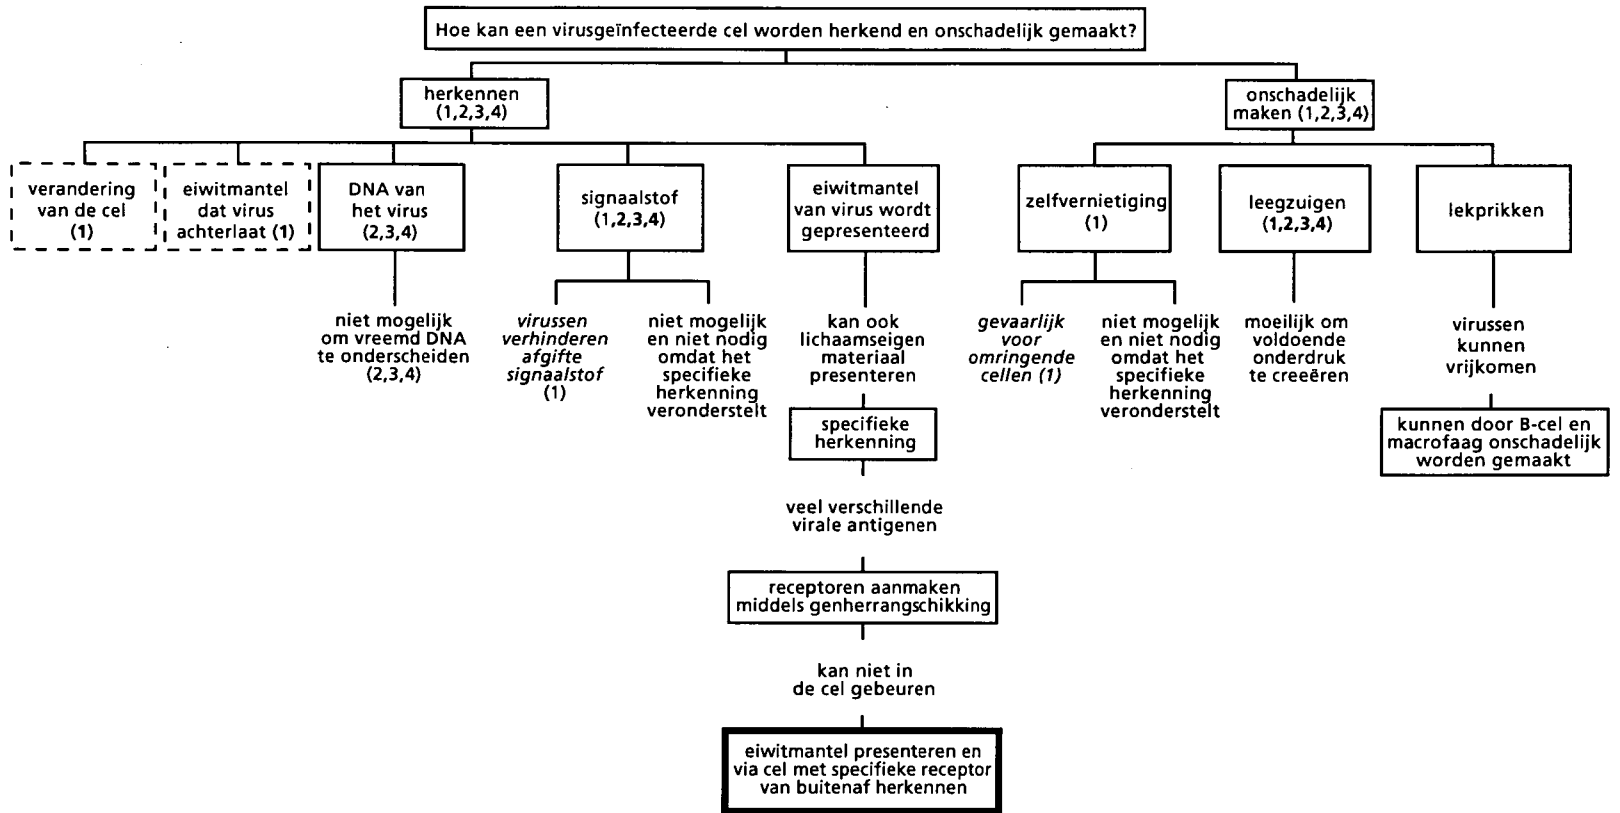 Hoe kan een virusgeïnfecteerde cel worden herkend en onschadelijk gemaakt?
herkennen
(1,2,3,4)
onschadelijk
maken (1,2,3,4)
verandering
van de cel
(1)
eiwitmantel
dat virus
achterlaat (1)
DNA van
het virus
(2,3,4)
signaalstof
(1,2,3,4)
eiwitmantel
van virus wordt
gepresenteerd
zelfvernietiging
(1)
leegzuigen
(1,2,3,4)
lekprikken
niet mogelijk
om vreemd DNA
te onderscheiden
(2,3,4)
virussen
verhinderen
afgifte
signaalstof
(1)
niet mogelijk
en niet nodig
omdat het
specifieke
herkenning
veronderstelt
kan ook
lichaamseigen
materiaal
presenteren
gevaarlijk
voor
omringende
cellen (1)
niet mogelijk
en niet nodig
omdat het
specifieke
herkenning
veronderstelt
moeilijk om
voldoende
onderdruk
te creeëren
virussen
kunnen
vrijkomen
specifieke
herkenning
kunnen door B-cel en
macrofaag onschadelijk
worden gemaakt
veel verschillende
virale antigenen
receptoren aanmaken
middels genherrangschikking
kan niet in
de cel gebeuren
eiwitmantel presenteren en
via cel met specifieke receptor
van buitenaf herkennen